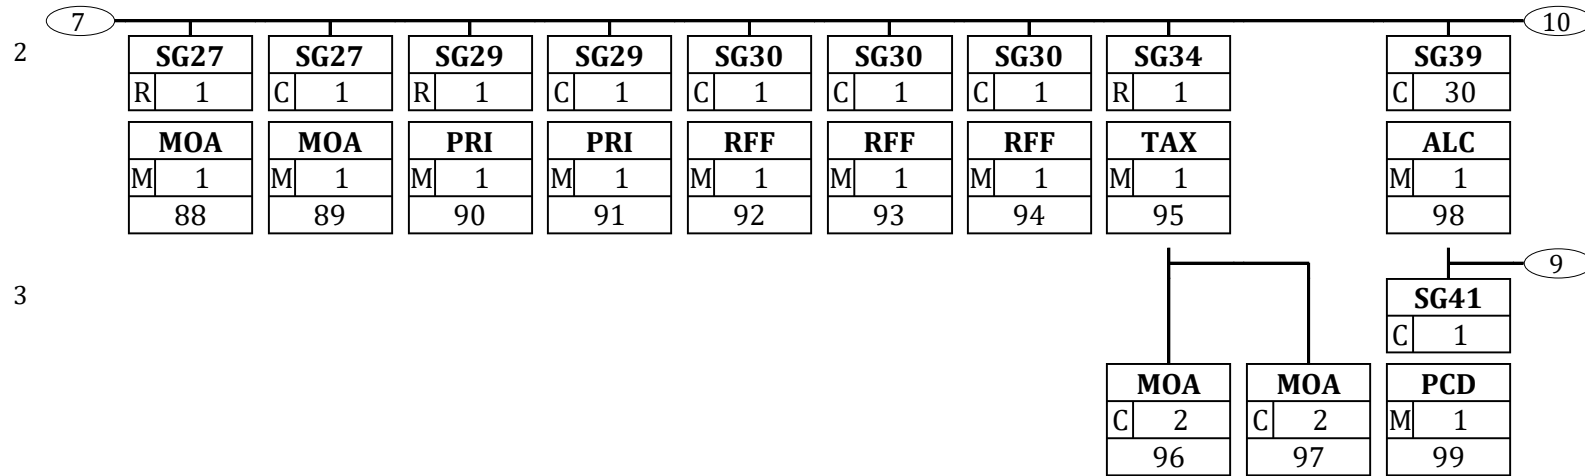 7 10
2 SG27 SG27 SG29 SG29 SG30 SG30 SG30 SG34 SG39
R 1 C 1 R 1 C 1 C 1 C 1 C 1 R 1 C 30
MOA MOA PRI PRI RFF RFF RFF TAX ALC
M 1 M 1 M 1 M 1 M 1 M 1 M 1 M 1 M 1
88 89 90 91 92 93 94 95 98
9
3 SG41
C 1
MOA MOA PCD
C 2 C 2 M 1
96 97 99